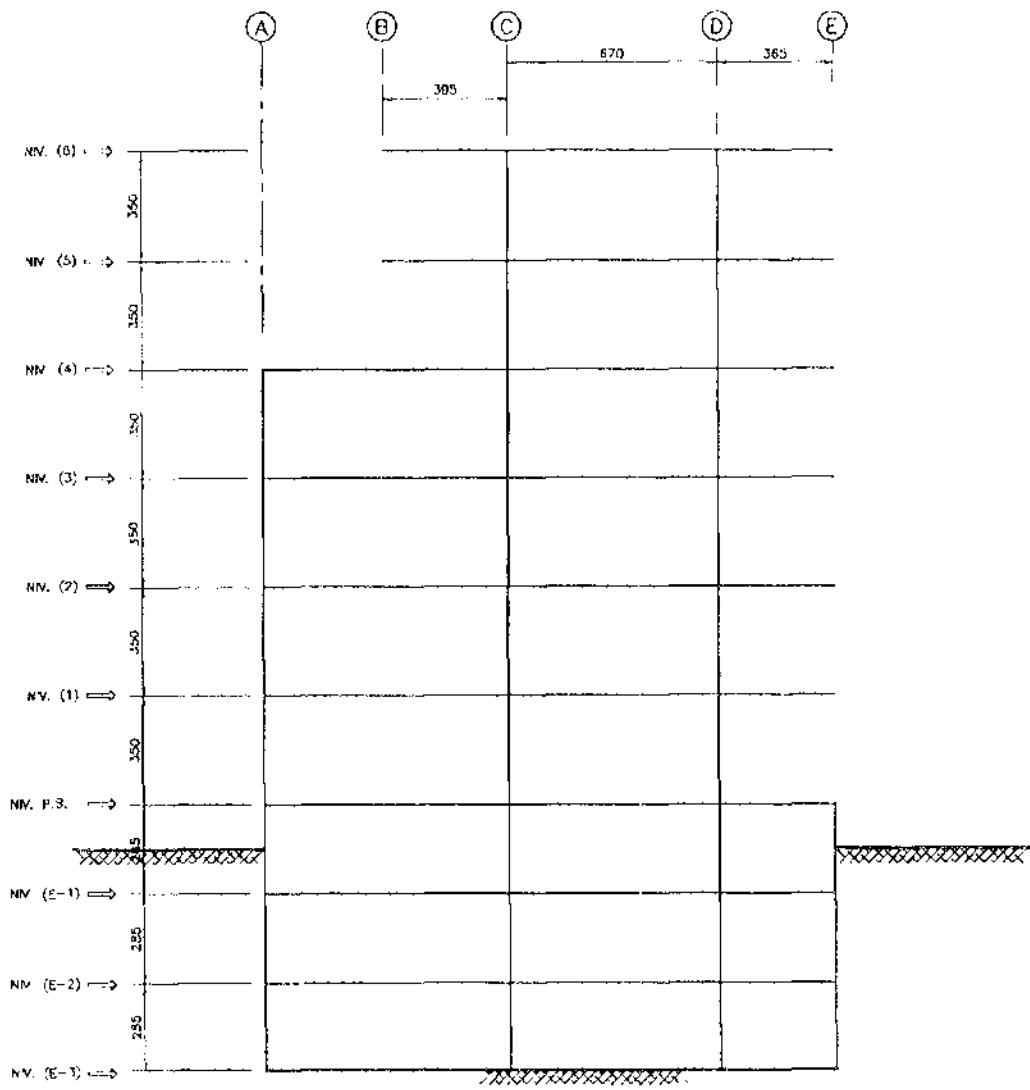 A B C D E
670 365
395
NIV. (6)
350
NIV. (5)
350
NIV. (4)
350
NIV. (3)
350
NIV. (2)
350
NIV. (1)
350
NIV. P.B.
285
NIV. (E-1)
285
NIV. (E-2)
285
NIV. (E-3)